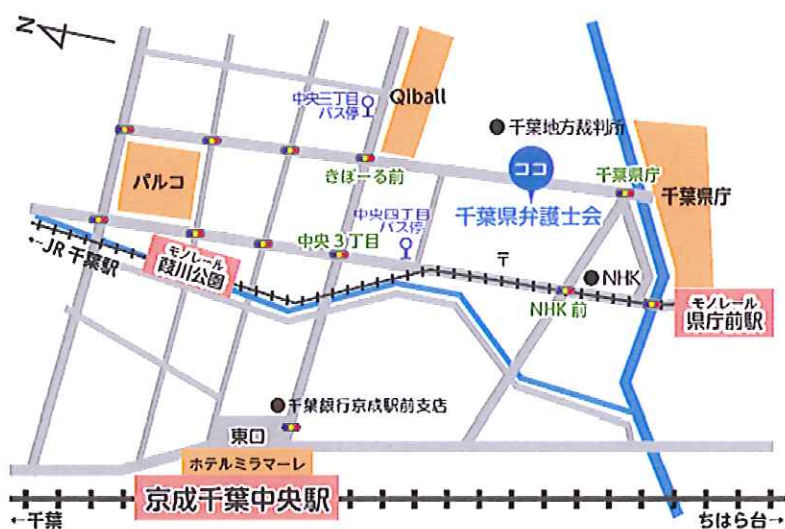 N
中央三丁目
バス停
Qiball
千葉地方裁判所
パルコ
きぼーる前
ココ
千葉県弁護士会
千葉県庁
千葉県庁
中央四丁目
バス停
中央3丁目
←JR 千葉駅
モノレール
葭川公園
〒
NHK
NHK 前
モノレール
県庁前駅
千葉銀行京成駅前支店
東口
ホテルミラマーレ
京成千葉中央駅
←千葉
ちはら台→